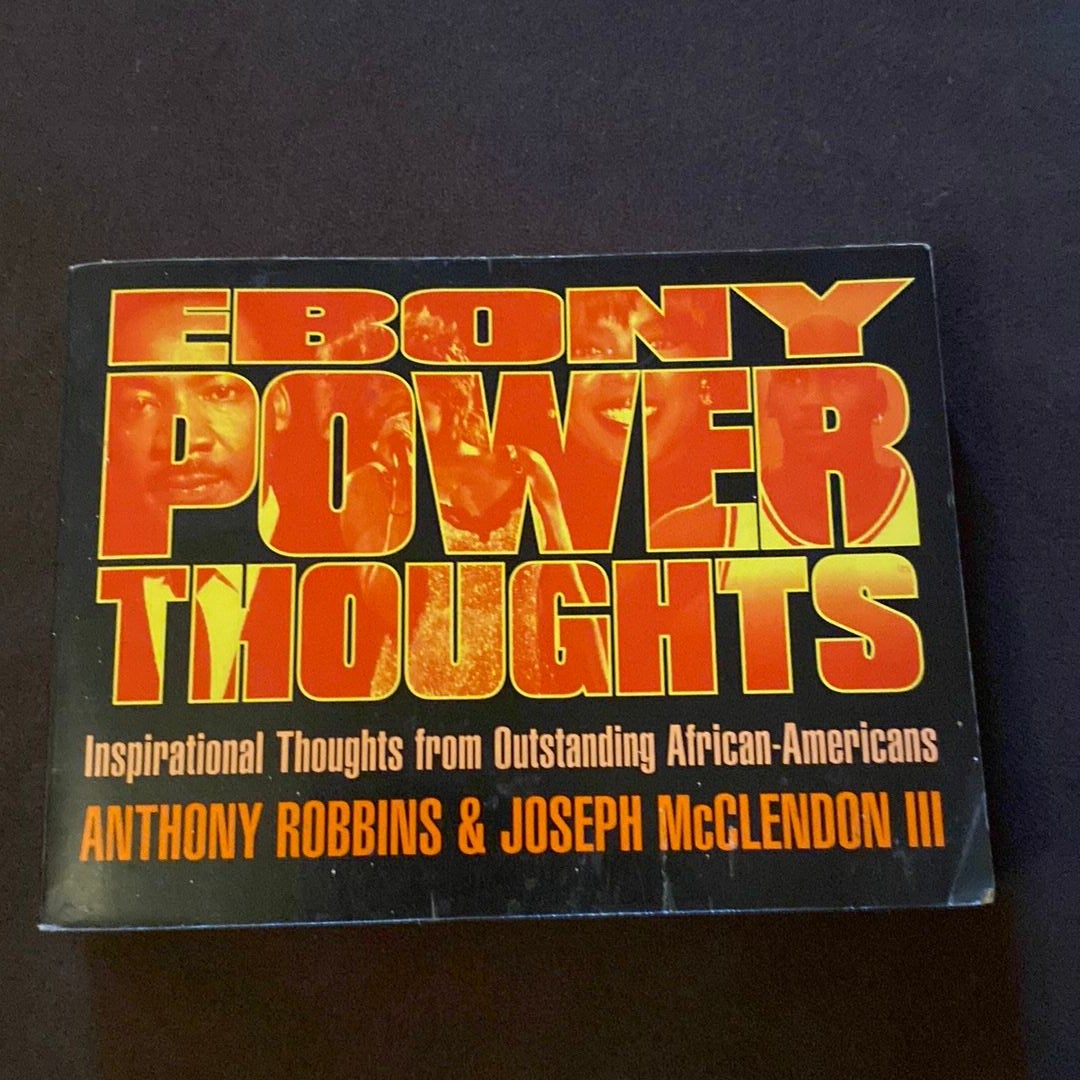 EBONY
POWER
THOUGHTS
Inspirational Thoughts from Outstanding African-Americans
ANTHONY ROBBINS & JOSEPH McCLENDON III